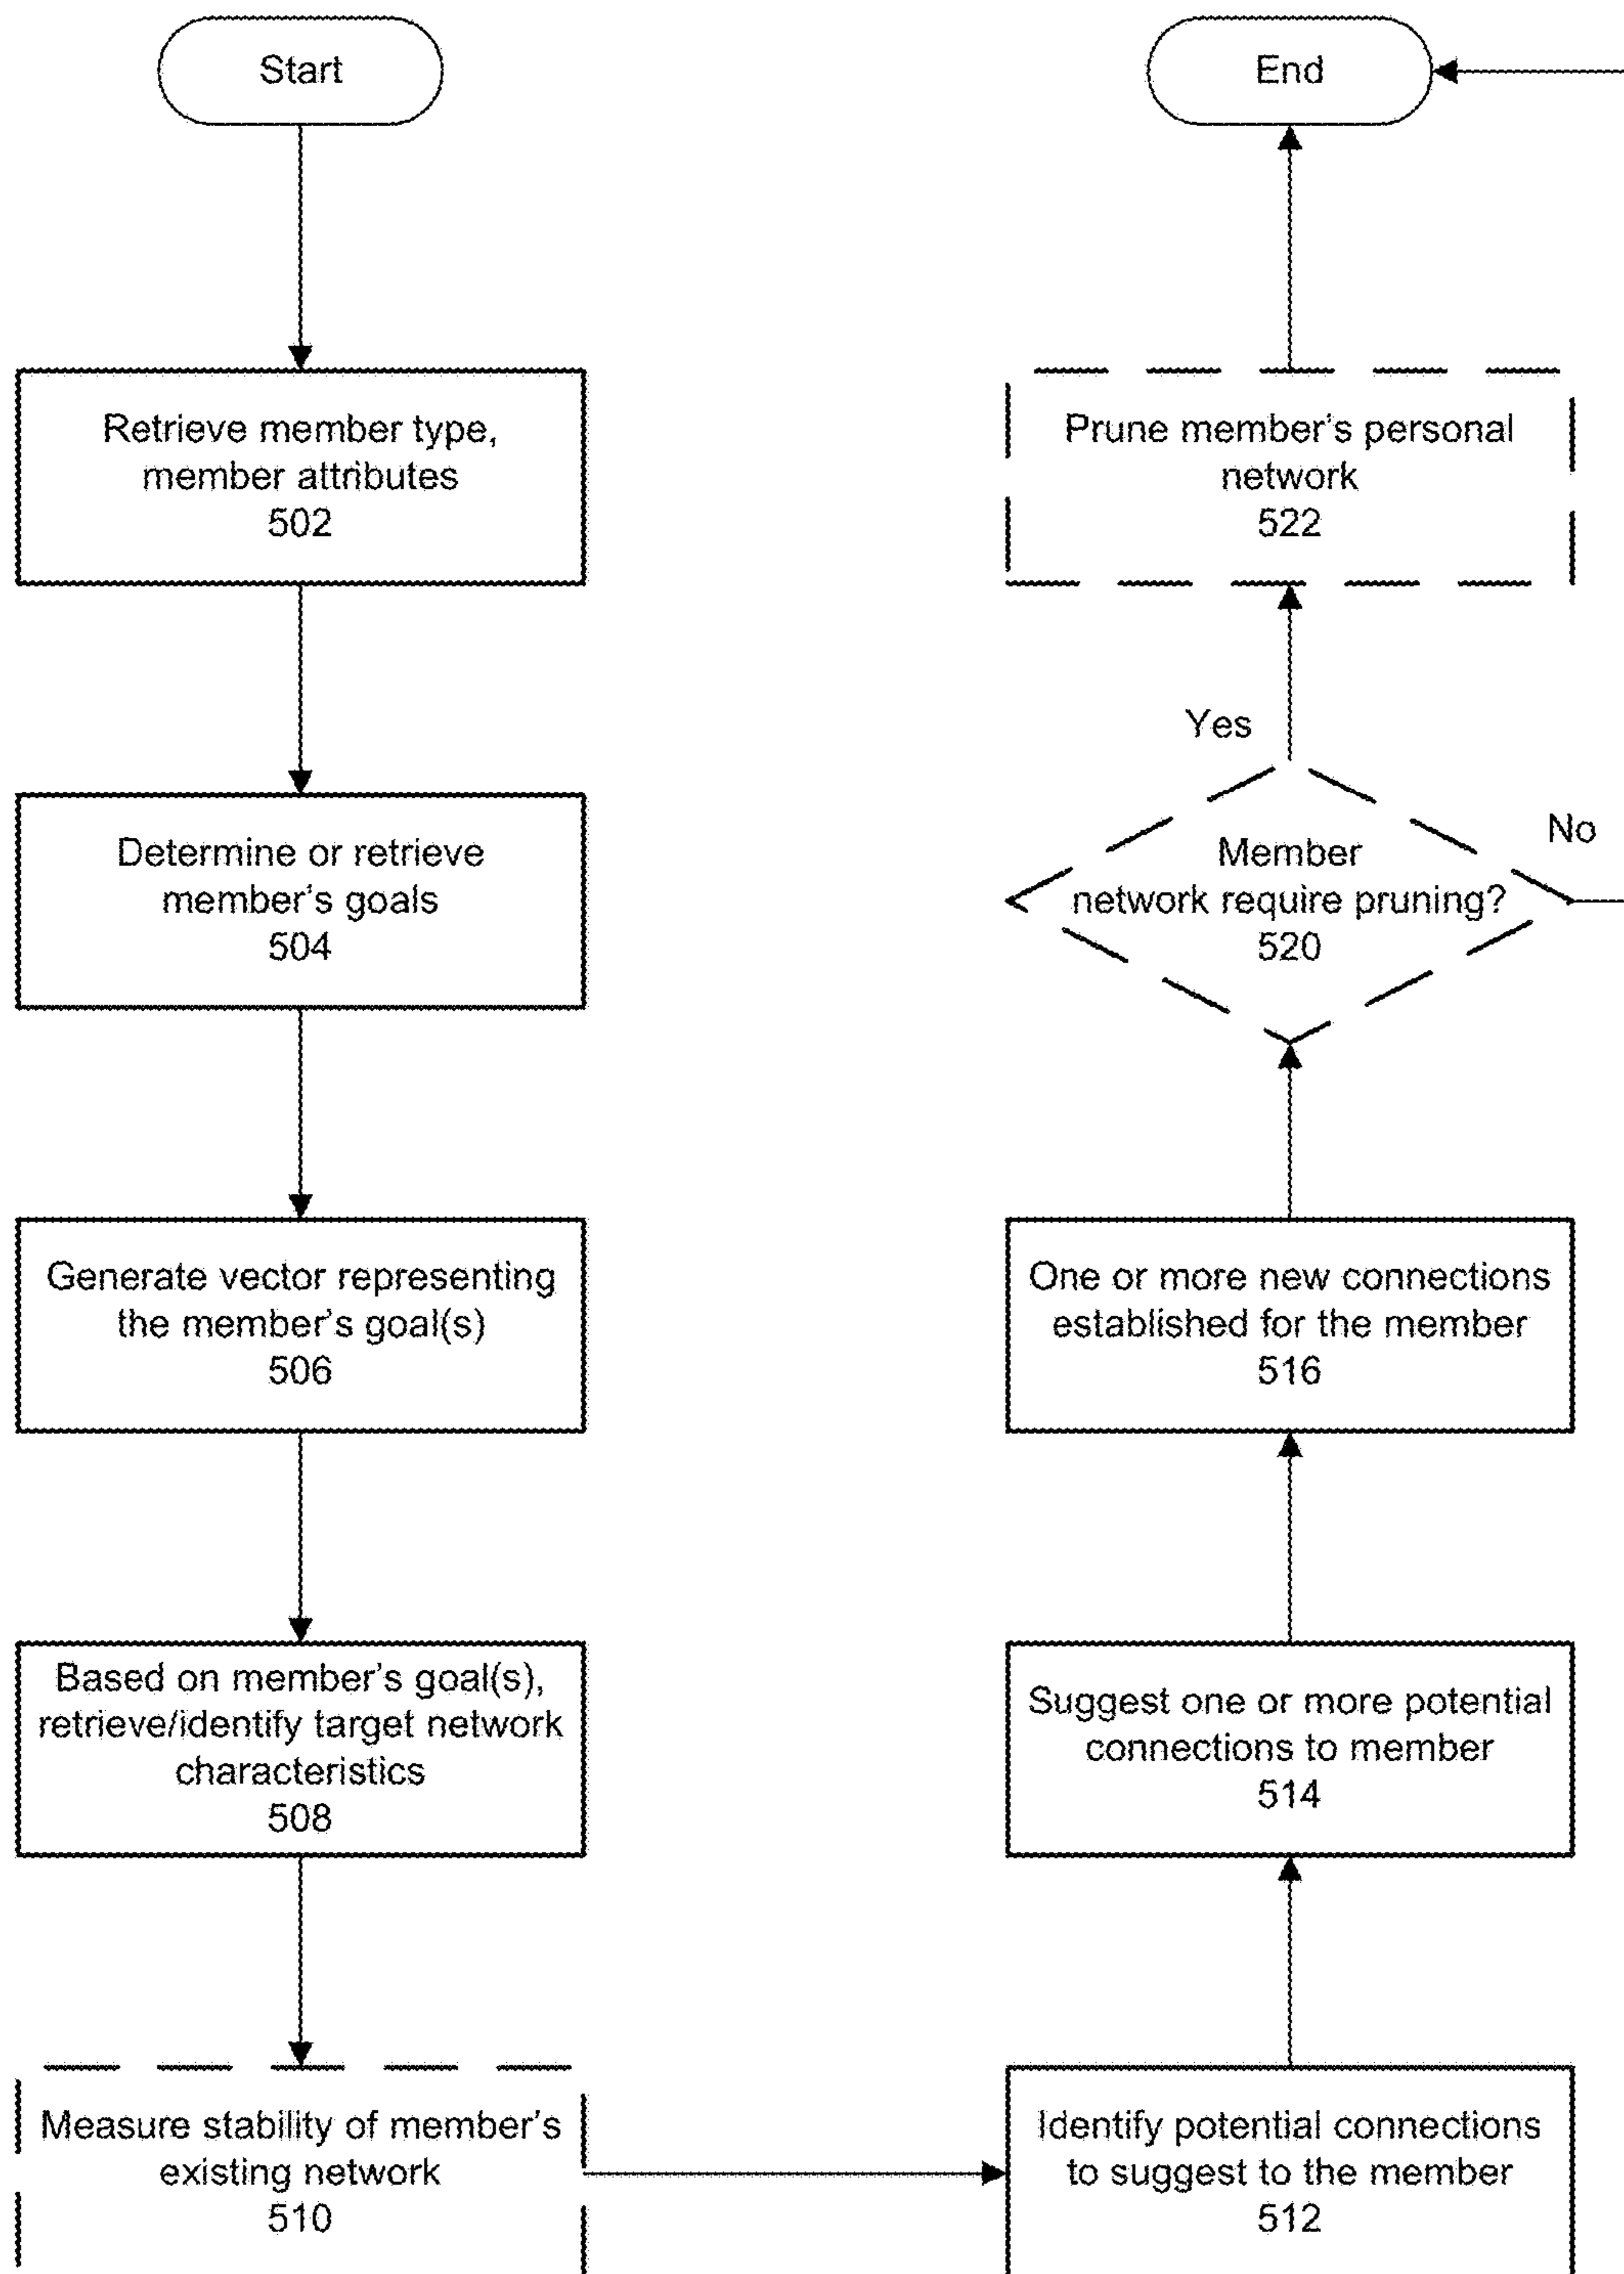 Start
Retrieve member type,
member attributes
502
Determine or retrieve
member's goals
504
Generate vector representing
the member's goal(s)
506
Based on member's goal(s),
retrieve/identify target network
characteristics
508
Measure stability of member's
existing network
510
Identify potential connections
to suggest to the member
512
Suggest one or more potential
connections to member
514
One or more new connections
established for the member
516
Member
network require pruning?
520
Yes
No
Prune member's personal
network
522
End